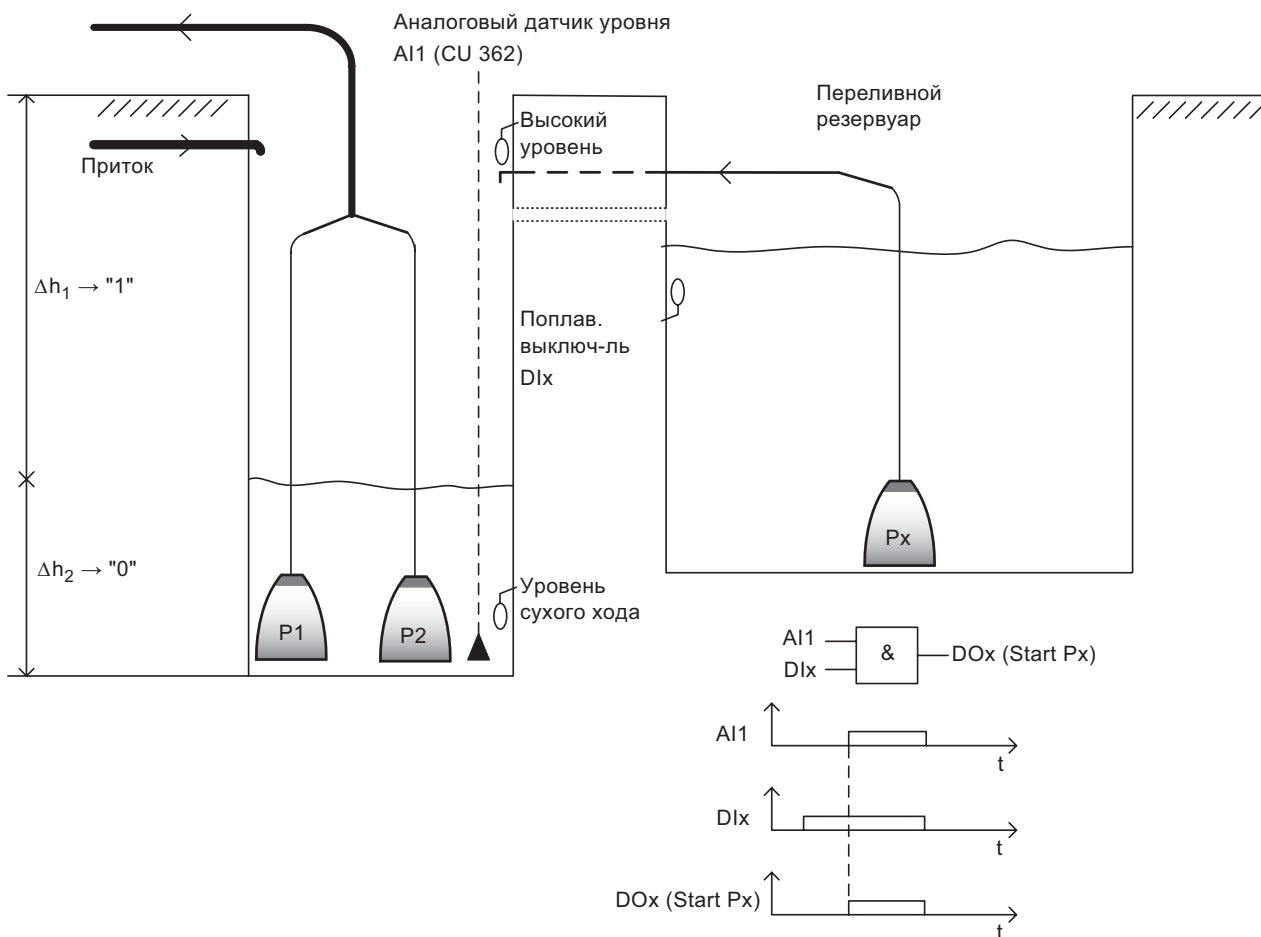 Аналоговый датчик уровня
AI1 (CU 362)
Приток
Высокий
уровень
Переливной
резервуар
Δh1 → "1"
Поплав.
выключ-ль
DIx
Δh2 → "0"
P1
P2
Уровень
сухого хода
Px
AI1
DIx
&
DOx (Start Px)
AI1
t
DIx
t
DOx (Start Px)
t